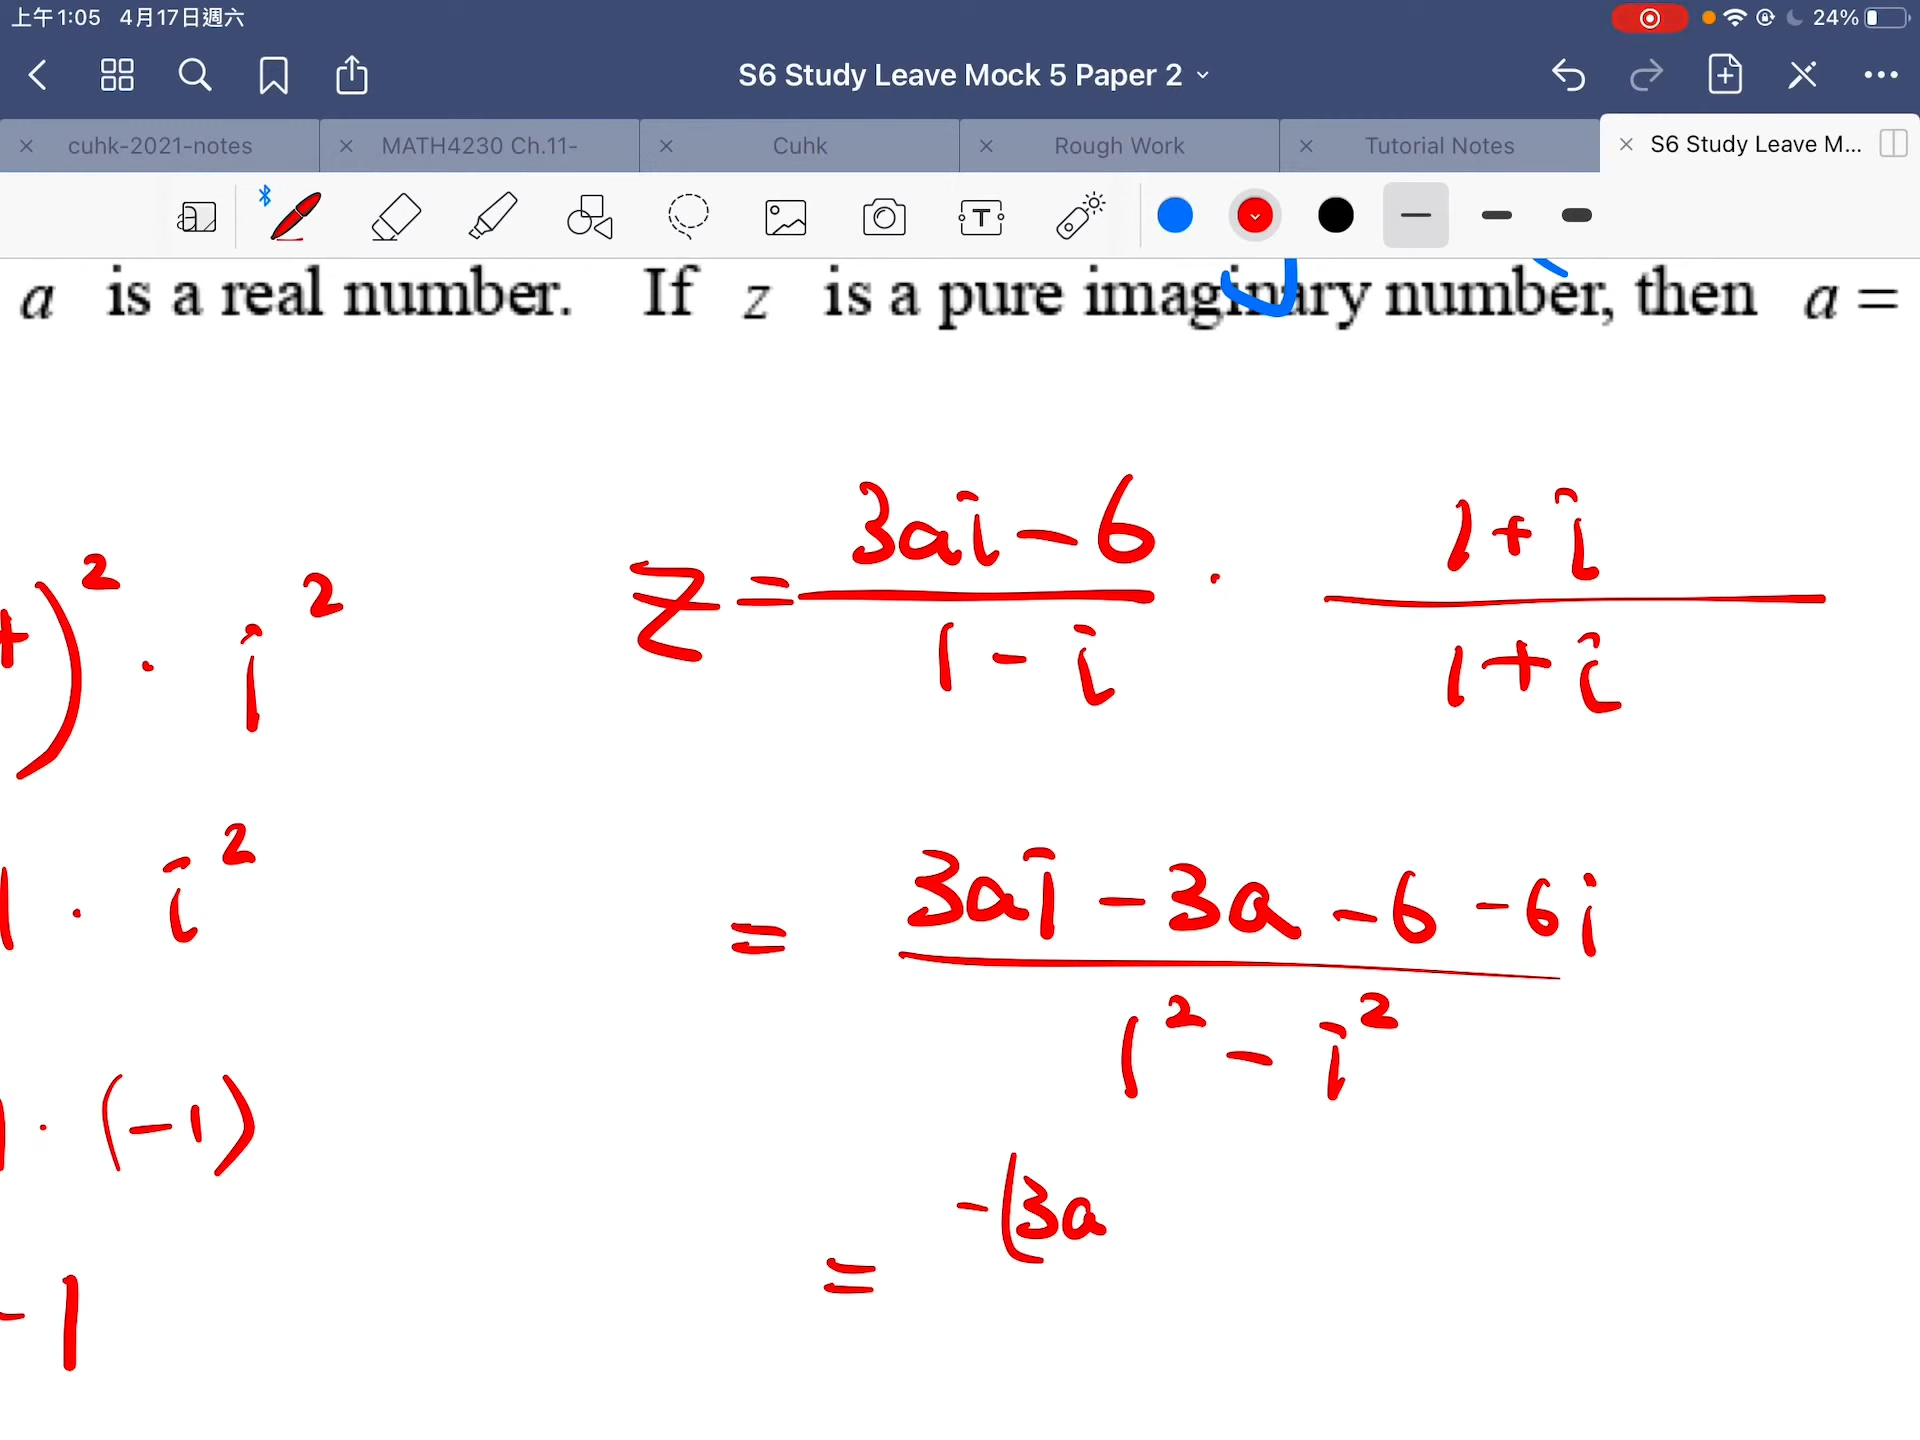 上午1:05 4月17日週六 24%
S6 Study Leave Mock 5 Paper 2
cuhk-2021-notes MATH4230 Ch.11- Cuhk Rough Work Tutorial Notes S6 Study Leave M...
a is a real number. If z is a pure imaginary number, then a =
)² · i²
1 · i²
· (-1)
-1
z = (3ai - 6)/(1 - i) · (1 + i)/(1 + i)
= (3ai - 3a - 6 - 6i)/(1² - i²)
= -(3a